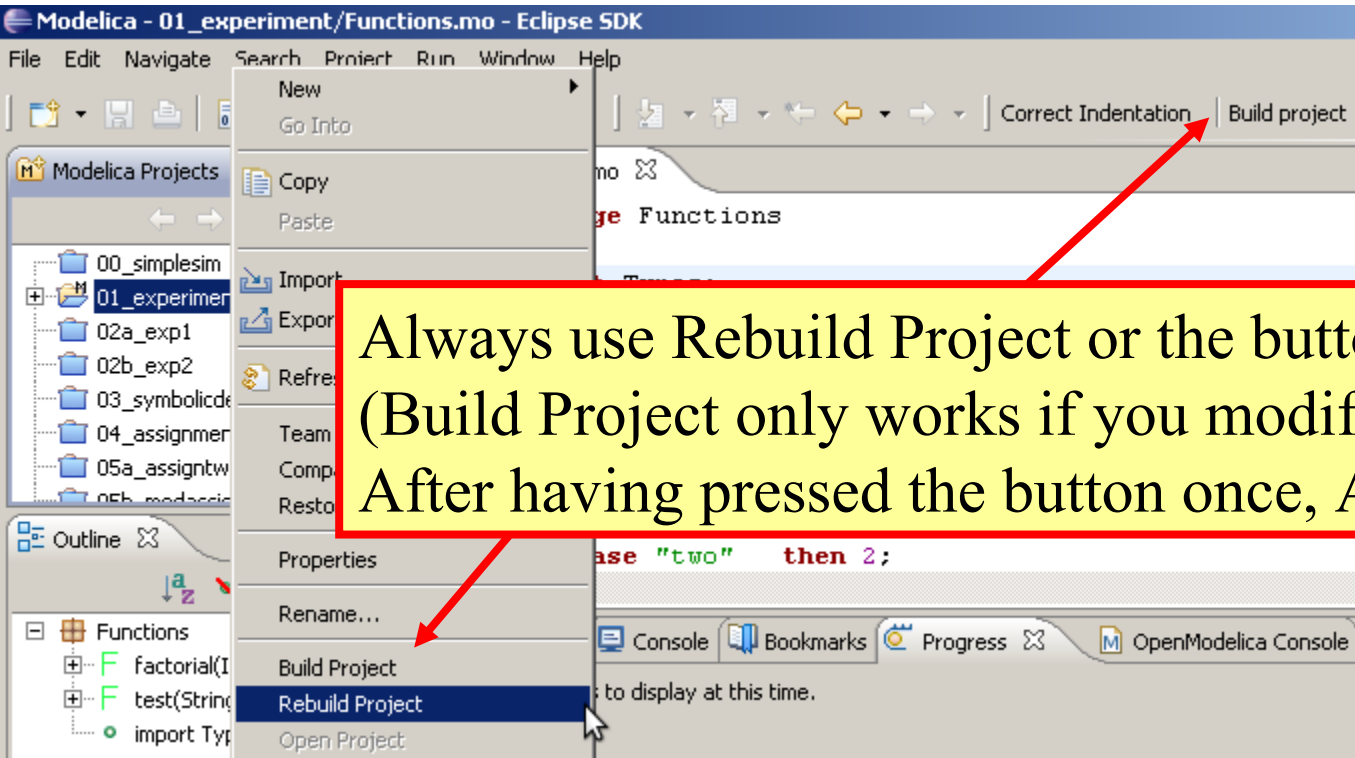 Modelica - 01_experiment/Functions.mo - Eclipse SDK
File Edit Navigate Search Project Run Window Help
Correct Indentation Build project
New
Go Into
Copy
Paste
Import
Expor
Refre
Team
Compa
Resto
Properties
Rename...
Build Project
Rebuild Project
Open Project
Modelica Projects
00_simplesim
01_experimen
02a_exp1
02b_exp2
03_symbolicde
04_assignmen
05a_assigntw
mo
ge Functions
Always use Rebuild Project or the butto
(Build Project only works if you modif
After having pressed the button once, A
ase "two" then 2;
Outline
Functions
factorial(I
test(String
import Typ
Console Bookmarks Progress OpenModelica Console
to display at this time.